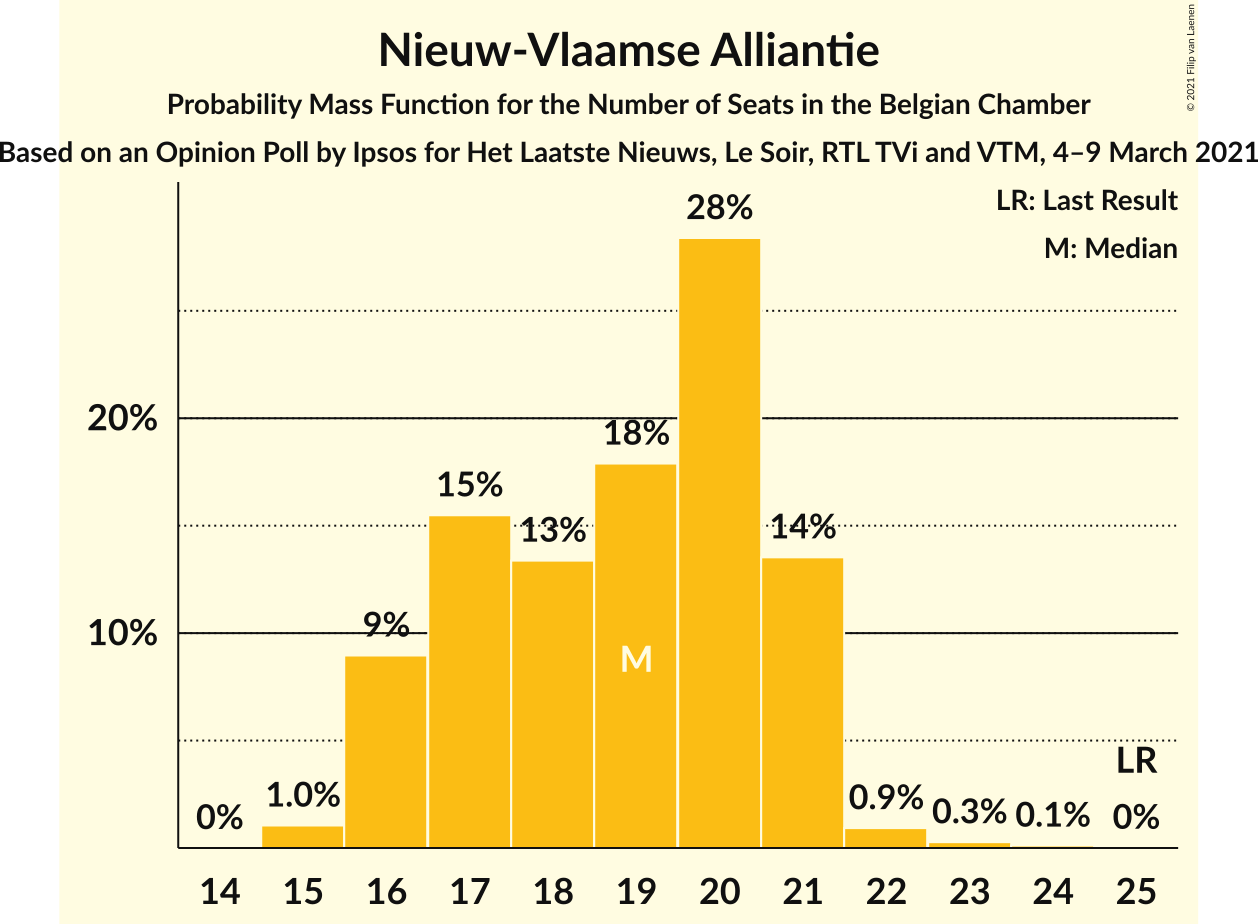 Nieuw-Vlaamse Alliantie
Probability Mass Function for the Number of Seats in the Belgian Chamber
Based on an Opinion Poll by Ipsos for Het Laatste Nieuws, Le Soir, RTL TVi and VTM, 4–9 March 2021
© 2021 Filip van Laenen
LR: Last Result
M: Median
28%
20%
18%
15%
13%
14%
9%
10%
M
LR
0%
1.0%
0.9%
0.3%
0.1%
0%
14 15 16 17 18 19 20 21 22 23 24 25